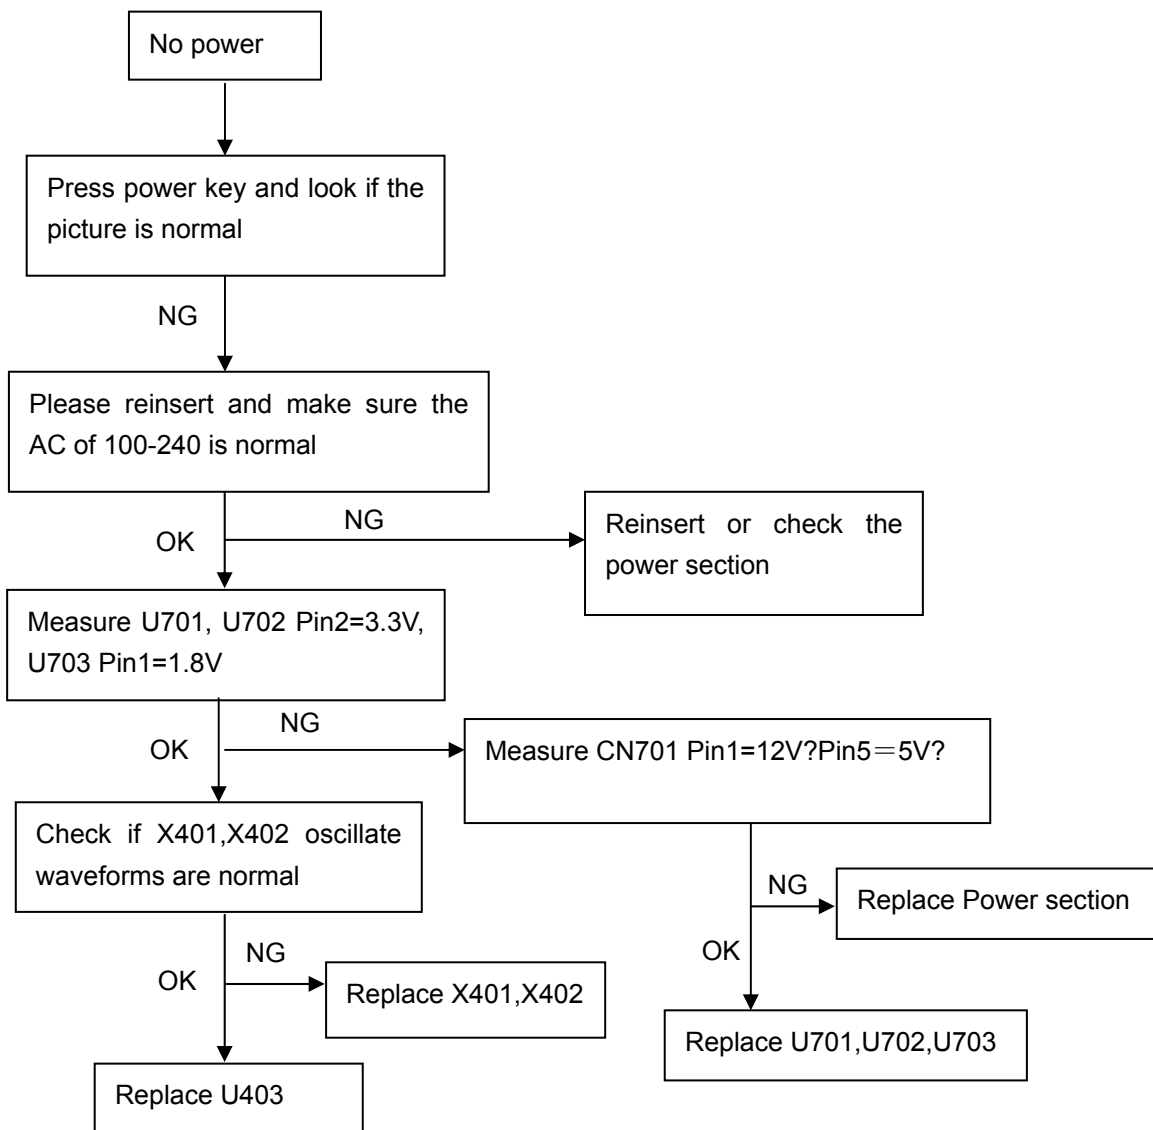 No power
Press power key and look if the
picture is normal
NG
Please reinsert and make sure the
AC of 100-240 is normal
NG
OK
Reinsert or check the
power section
Measure U701, U702 Pin2=3.3V,
U703 Pin1=1.8V
NG
OK
Measure CN701 Pin1=12V?Pin5＝5V?
Check if X401,X402 oscillate
waveforms are normal
NG
Replace Power section
OK
NG
OK
Replace X401,X402
Replace U701,U702,U703
Replace U403